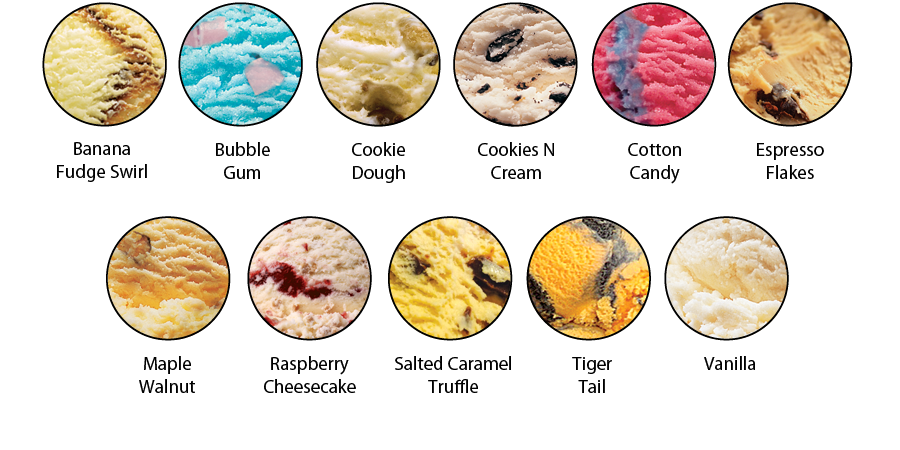 Banana
Fudge Swirl
Bubble
Gum
Cookie
Dough
Cookies N
Cream
Cotton
Candy
Espresso
Flakes
Maple
Walnut
Raspberry
Cheesecake
Salted Caramel
Truffle
Tiger
Tail
Vanilla